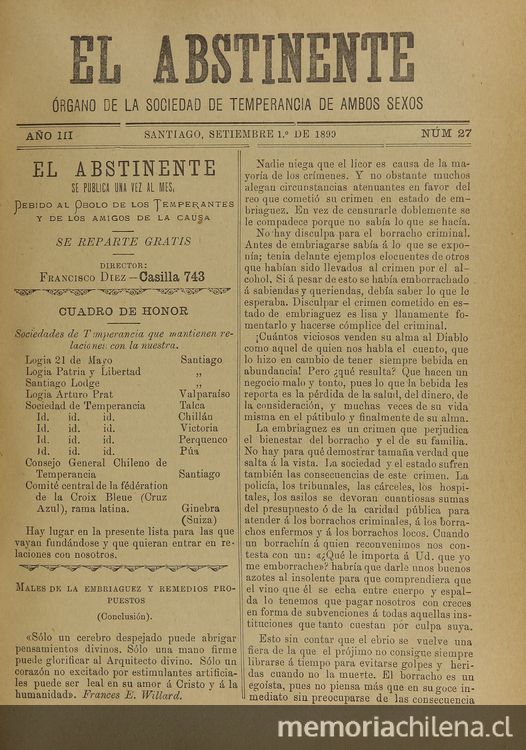 EL ABSTINENTE
ÓRGANO DE LA SOCIEDAD DE TEMPERANCIA DE AMBOS SEXOS
AÑO III SANTIAGO, SETIEMBRE 1.º DE 1899 NÚM 27
EL ABSTINENTE
SE PUBLICA UNA VEZ AL MES,
DEBIDO AL OBOLO DE LOS TEMPERANTES
Y DE LOS AMIGOS DE LA CAUSA
SE REPARTE GRATIS
DIRECTOR:
FRANCISCO DIEZ—Casilla 743
CUADRO DE HONOR
Sociedades de Temperancia que mantienen re-
laciones con la nuestra.
Logia 21 de Mayo Santiago
Logia Patria y Libertad „
Santiago Lodge „
Logia Arturo Prat Valparaíso
Sociedad de Temperancia Talca
Id. id. id. Chillán
Id. id. id. Victoria
Id. id. id. Perquenco
Id. id. id. Púa
Consejo General Chileno de
Temperancia Santiago
Comité central de la fédération
de la Croix Bleue (Cruz
Azul), rama latina. Ginebra
(Suiza)
Hay lugar en la presente lista para las que
vayan fundándose y que quieran entrar en re-
laciones con nosotros.
MALES DE LA EMBRIAGUEZ Y REMEDIOS PRO-
PUESTOS
(Conclusión).
«Sólo un cerebro despejado puede abrigar
pensamientos divinos. Sólo una mano firme
puede glorificar al Arquitecto divino. Sólo un
corazón no excitado por estimulantes artificia-
les puede ser leal en su amor á Cristo y á la
humanidad». Frances E. Willard.
Nadie niega que el licor es causa de la ma-
yoría de los crímenes. Y no obstante muchos
alegan circunstancias atenuantes en favor del
reo que cometió su crimen en estado de em-
briaguez. En vez de censurarle doblemente se
le compadece porque no sabía lo que se hacía.
No hay disculpa para el borracho criminal.
Antes de embriagarse sabía á lo que se expo-
nía; tenia delante ejemplos elocuentes de otros
que habían sido llevados al crimen por el al-
cohol. Si á pesar de esto se había emborrachado
á sabiendas y queriendas, debía saber lo que le
esperaba. Disculpar el crimen cometido en es-
tado de embriaguez es lisa y llanamente fo-
mentarlo y hacerse cómplice del criminal.
¡Cuántos viciosos venden su alma al Diablo
como aquel de quien nos habla el cuento, que
lo hizo en cambio de tener siempre bebida en
abundancia! Pero ¿qué resulta? Que hacen un
negocio malo y tonto, pues lo que la bebida les
reporta es la pérdida de la salud, del dinero, de
la consideración, y muchas veces de su vida
misma en el pátibulo y finalmente de su alma.
La embriaguez es un crimen que perjudica
el bienestar del borracho y el de su familia.
No hay para qué demostrar tamaña verdad que
salta á la vista. La sociedad y el estado sufren
también las consecuencias de este crimen. La
policía, los tribunales, las cárceles, los hospi-
tales, los asilos se devoran cuantiosas sumas
del presupuesto ó de la caridad pública para
atender á los borrachos criminales, á los borra-
chos enfermos y á los borrachos locos. Cuando
un borrachín á quien reconvenimos nos con-
testa con un: «¿Qué le importa á Ud. que yo
me emborrache»? habría que darle unos buenos
azotes al insolente para que comprendiera que
el vino que él se echa entre cuerpo y espal-
da lo tenemos que pagar nosotros con creces
en forma de subvenciones á todas aquellas ins-
tituciones que tanto cuestan por culpa suya.
Esto sin contar que el ebrio se vuelve una
fiera de la que el prójimo no consigue siempre
librarse á tiempo para evitarse golpes y heri-
das cuando no la muerte. El borracho es un
egoísta, pues no piensa más que en su goce in-
mediato sin preocuparse de las consecuencia
memoriachilena.cl